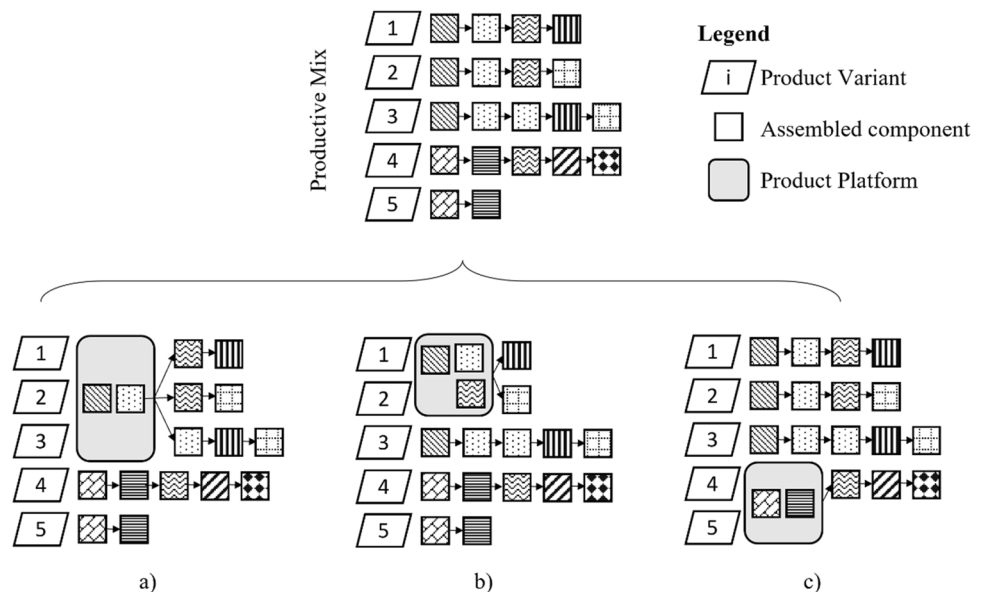 Productive Mix
1
2
3
4
5
Legend
i Product Variant
Assembled component
Product Platform
1
2
3
4
5
a)
1
2
3
4
5
b)
1
2
3
4
5
c)